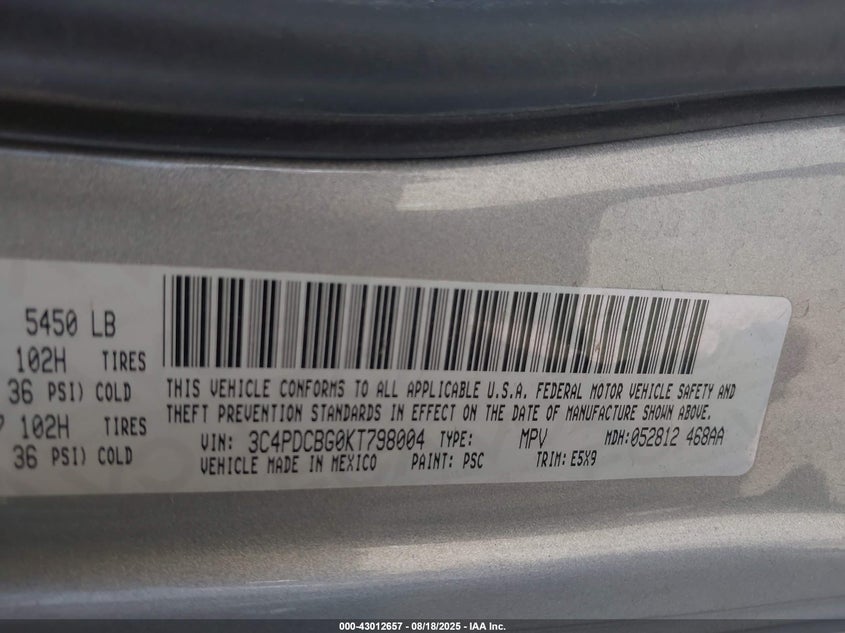 5450 LB
102H TIRES
36 PSI) COLD
102H TIRES
36 PSI) COLD
THIS VEHICLE CONFORMS TO ALL APPLICABLE U.S.A. FEDERAL MOTOR VEHICLE SAFETY AND
THEFT PREVENTION STANDARDS IN EFFECT ON THE DATE OF MANUFACTURE SHOWN ABOVE.
VIN: 3C4PDCBG0KT798004 TYPE: MPV MDH:052812 468AA
VEHICLE MADE IN MEXICO PAINT: PSC TRIM: E5X9
000-43012657 - 08/18/2025 - IAA Inc.